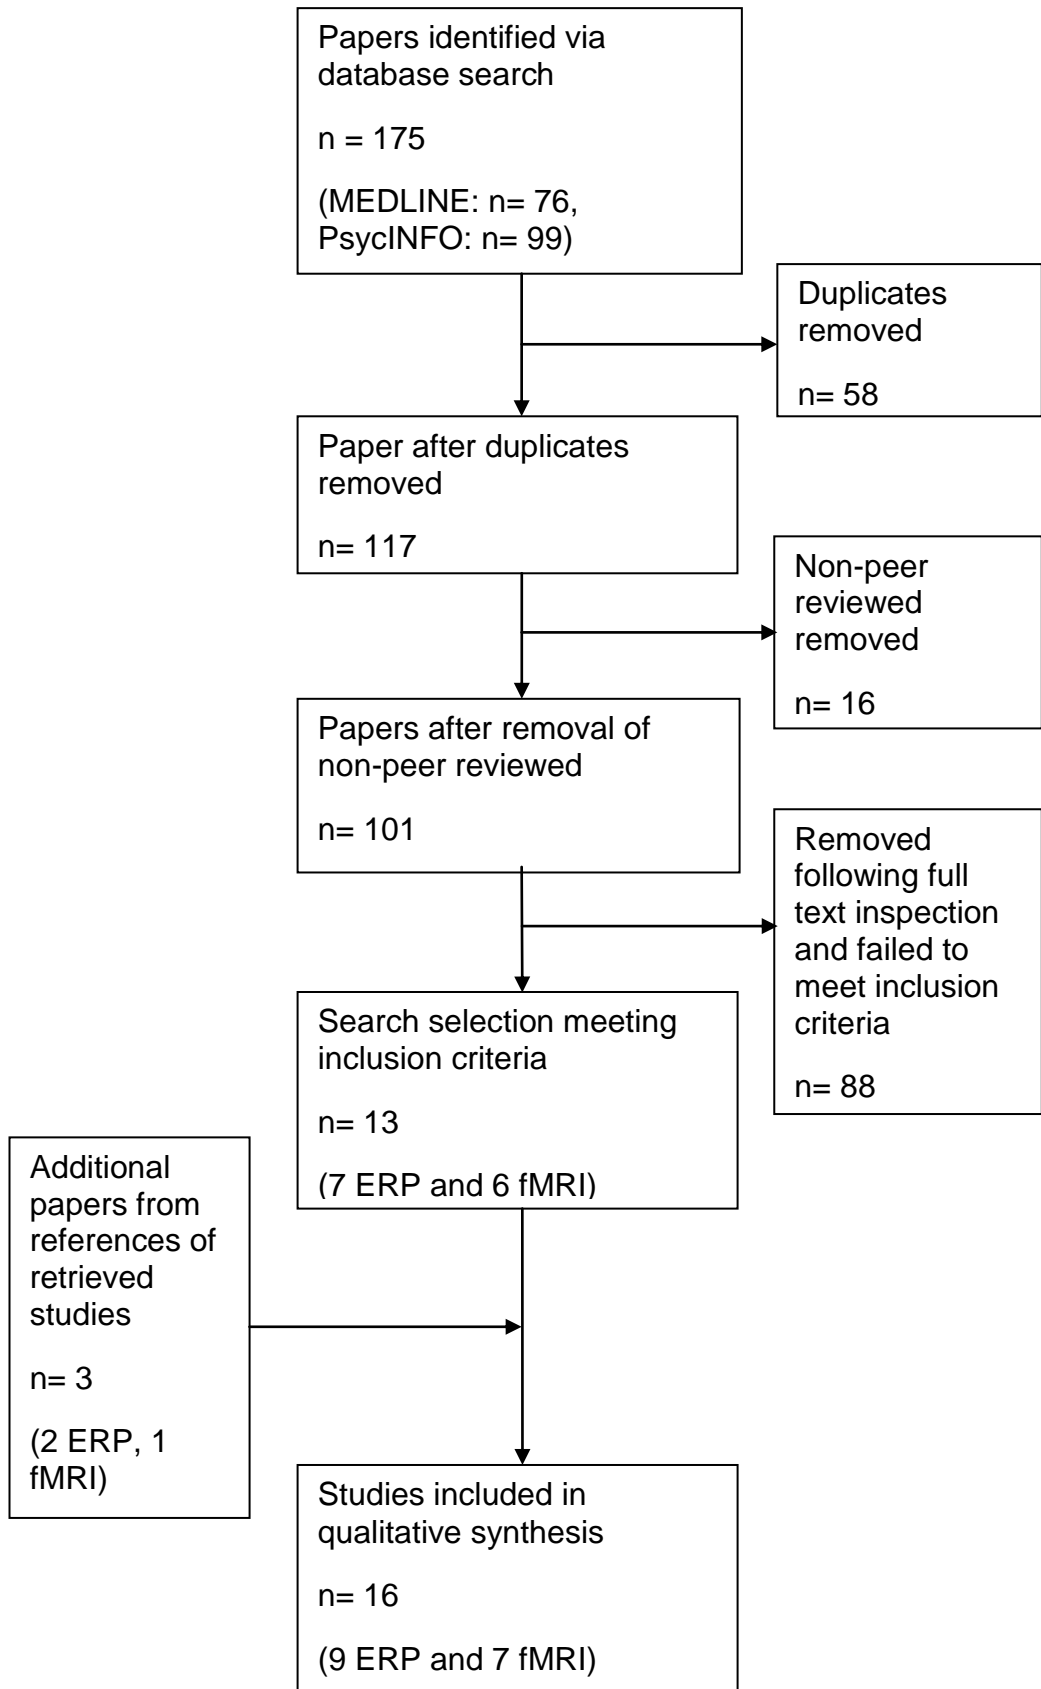 Papers identified via
database search
n = 175
(MEDLINE: n= 76,
PsycINFO: n= 99)
Duplicates
removed
n= 58
Paper after duplicates
removed
n= 117
Non-peer
reviewed
removed
n= 16
Papers after removal of
non-peer reviewed
n= 101
Removed
following full
text inspection
and failed to
meet inclusion
criteria
n= 88
Search selection meeting
inclusion criteria
n= 13
(7 ERP and 6 fMRI)
Additional
papers from
references of
retrieved
studies
n= 3
(2 ERP, 1
fMRI)
Studies included in
qualitative synthesis
n= 16
(9 ERP and 7 fMRI)